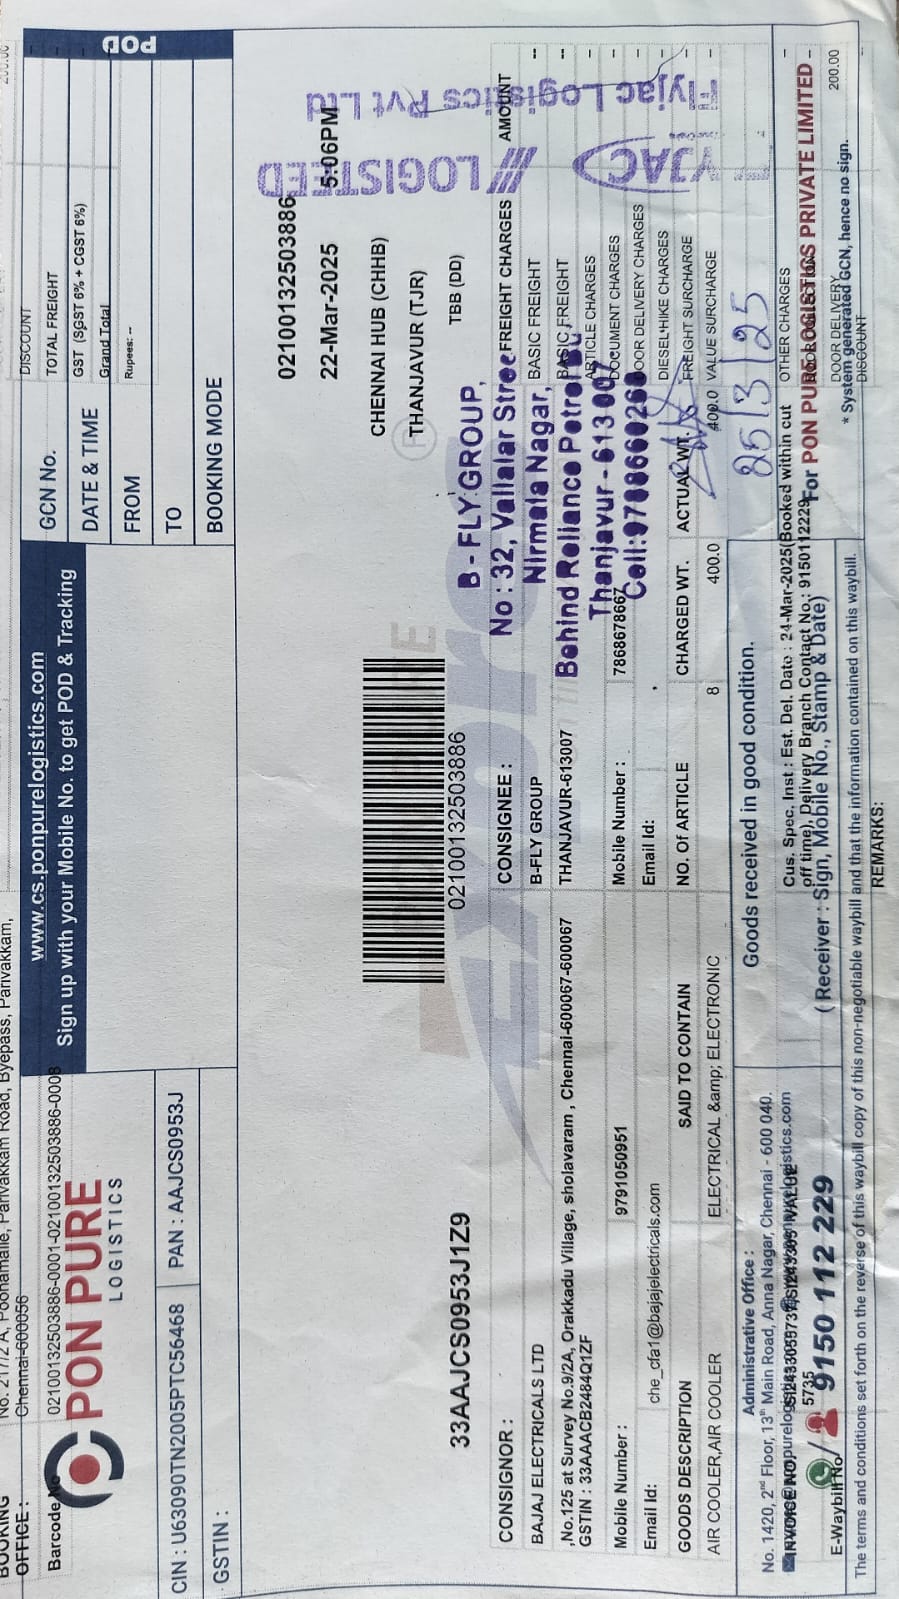 OFFICE :
Chennai-600056
Barcode No 02100132503886-0001-02100132503886-0008
PON PURE
LOGISTICS
www.cs.ponpurelogistics.com
Sign up with your Mobile No. to get POD & Tracking
POD
CIN : U63090TN2005PTC56468
PAN : AAJCS0953J
GSTIN :
33AAJCS0953J1Z9
GCN No.
02100132503886
DATE & TIME
22-Mar-2025 5:06PM
FROM
CHENNAI HUB (CHHB)
TO
THANJAVUR (TJR)
BOOKING MODE
TBB (DD)
DISCOUNT
TOTAL FREIGHT
GST (SGST 6% + CGST 6%)
Grand Total
Rupees: --
02100132503886
LOGISTEED
Flyjac Logistics Pvt Ltd
B - FLY GROUP,
No : 32, Vallalar Street
Nirmala Nagar,
Behind Reliance Petrol Bu
Thanjavur - 613 007.
CONSIGNOR :
BAJAJ ELECTRICALS LTD
,No.125 at Survey No.9/2A, Orakkadu Village, sholavaram , Chennai-600067-600067
GSTIN : 33AAACB2484Q1ZF
Mobile Number : 9791050951
Email Id: che_cfa1@bajajelectricals.com
CONSIGNEE :
B-FLY GROUP
THANJAVUR-613007
Mobile Number : 7868678667
Email Id:
FREIGHT CHARGES AMOUNT
BASIC FREIGHT --
BASIC FREIGHT --
ARTICLE CHARGES –
DOCUMENT CHARGES –
DOOR DELIVERY CHARGES –
DIESEL HIKE CHARGES –
FREIGHT SURCHARGE –
VALUE SURCHARGE –
OTHER CHARGES –
DOOR DELIVERY 200.00
DISCOUNT
GOODS DESCRIPTION SAID TO CONTAIN NO. Of ARTICLE CHARGED WT. ACTUAL WT.
AIR COOLER,AIR COOLER ELECTRICAL &amp; ELECTRONIC 8 400.0 400.0
25/3/25
Administrative Office :
No. 1420, 2nd Floor, 13th Main Road, Anna Nagar, Chennai - 600 040.
INVOICE NO.
VALUE
5735
9150 112 229
E-Waybill No
Goods received in good condition.
Cus. Spec. Inst : Est. Del. Date : 24-Mar-2025(Booked within cut
off time), Delivery Branch Contact No.: 9150112229
( Receiver : Sign, Mobile No., Stamp & Date)
For PON PURE LOGISTICS PRIVATE LIMITED
* System generated GCN, hence no sign.
The terms and conditions set forth on the reverse of this waybill copy of this non-negotiable waybill and that the information contained on this waybill.
REMARKS: